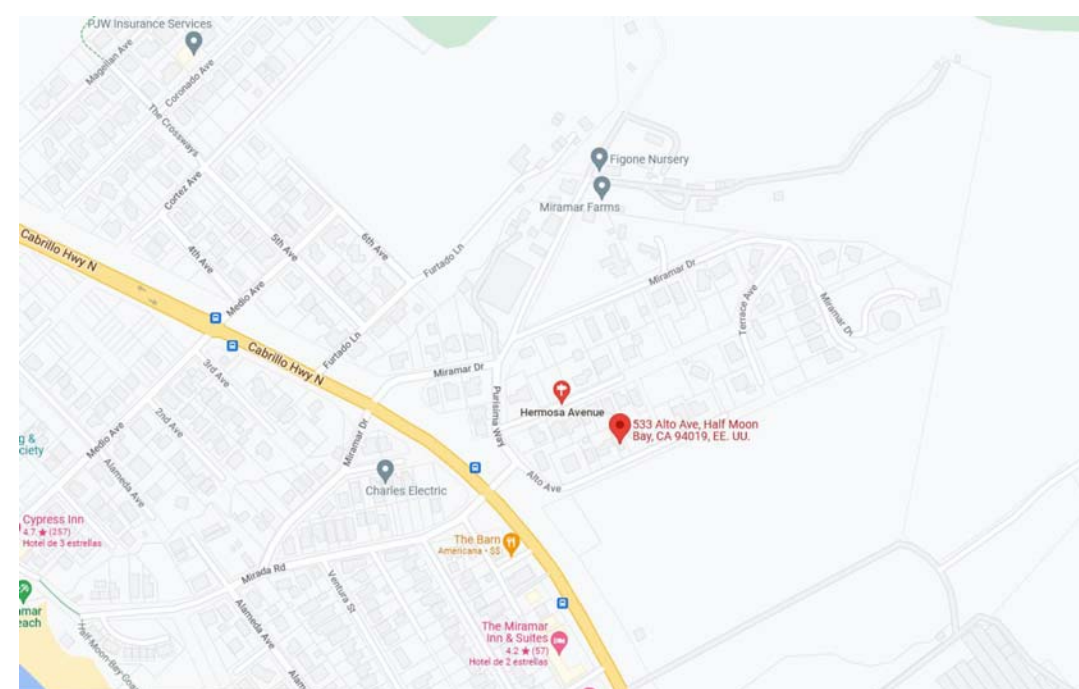 PJW Insurance Services
Magellan Ave
Coronado Ave
The Crossways
Cortez Ave
4th Ave
5th Ave
6th Ave
Furtado Ln
Figone Nursery
Miramar Farms
Cabrillo Hwy N
Medio Ave
Furtado Ln
Miramar Dr
Terrace Ave
Miramar Dr
Cabrillo Hwy N
3rd Ave
2nd Ave
Miramar Dr
Purisima Way
Hermosa Avenue
533 Alto Ave, Half Moon
Bay, CA 94019, EE. UU.
Medio Ave
Miramar Dr
g &
ciety
Alameda Ave
Charles Electric
Alto Ave
Cypress Inn
4.7 ★ (257)
Hotel de 3 estrellas
The Barn
Americana • $$
Mirada Rd
Ventura St
mar
each
Alameda Ave
Half Moon Bay Coa
Alam
The Miramar
Inn & Suites
4.2 ★ (57)
Hotel de 2 estrellas